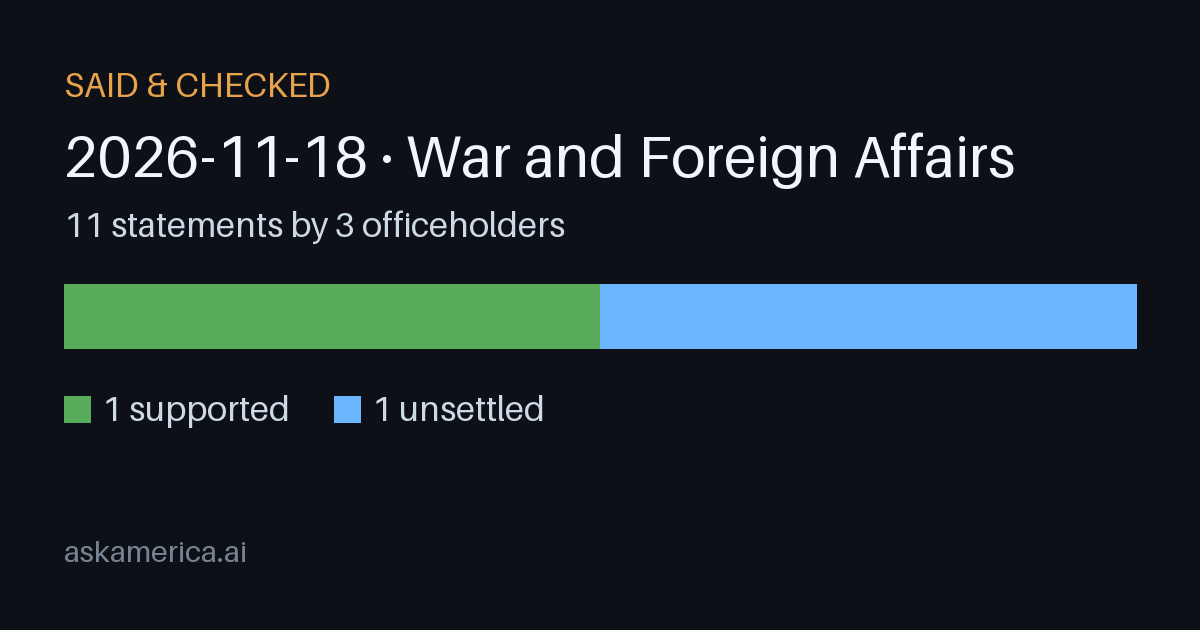 SAID & CHECKED
2026-11-18 · War and Foreign Affairs
11 statements by 3 officeholders
1 supported 1 unsettled
askamerica.ai